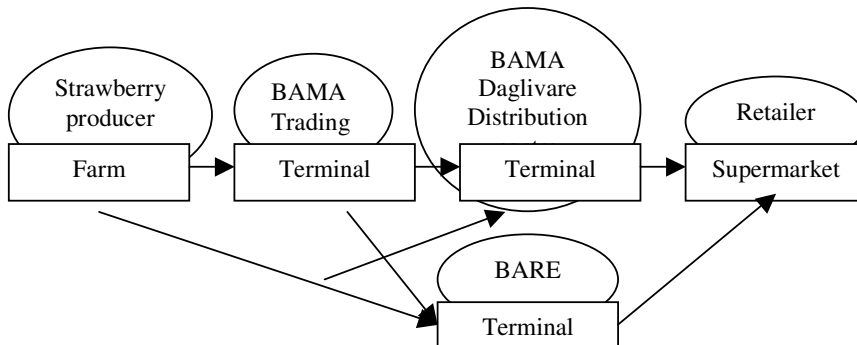 Strawberry
producer
BAMA
Trading
BAMA
Daglivare
Distribution
Retailer
Farm
Terminal
Terminal
Supermarket
BARE
Terminal